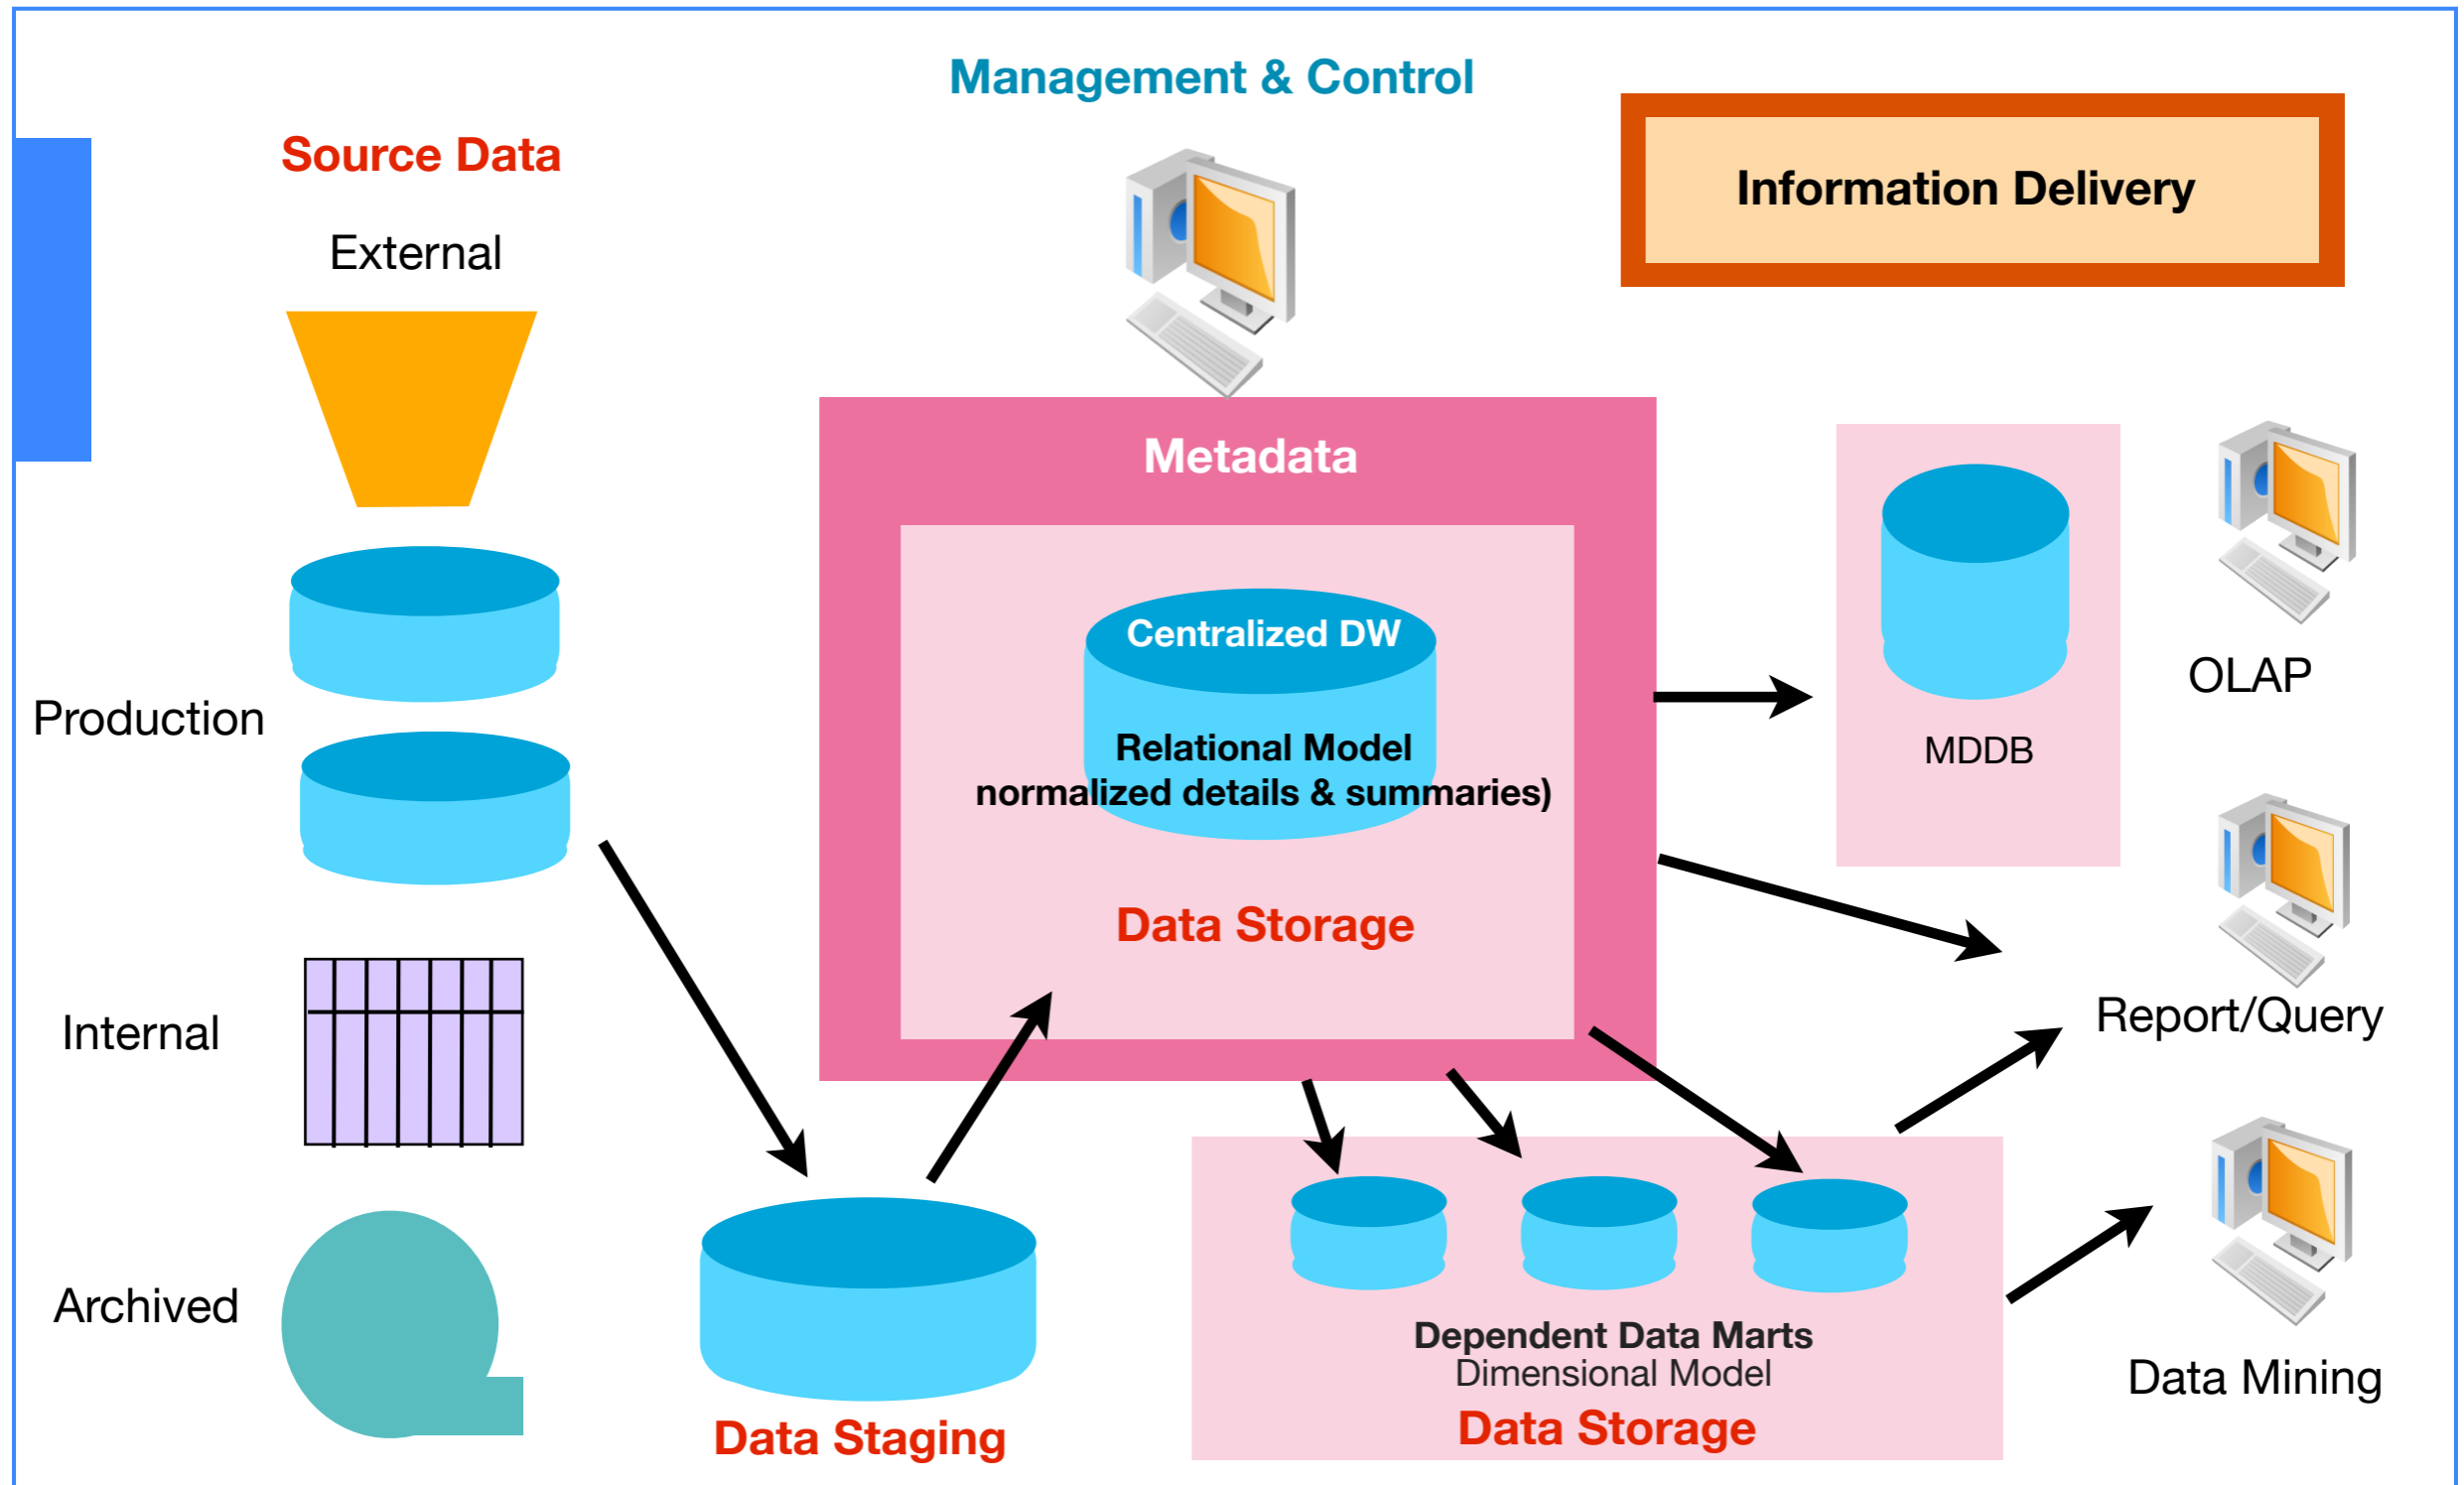 Management & Control
Source Data
Information Delivery
External
Metadata
Centralized DW
Relational Model
normalized details & summaries)
Data Storage
Production
MDDB
OLAP
Internal
Report/Query
Archived
Data Staging
Dependent Data Marts
Dimensional Model
Data Storage
Data Mining